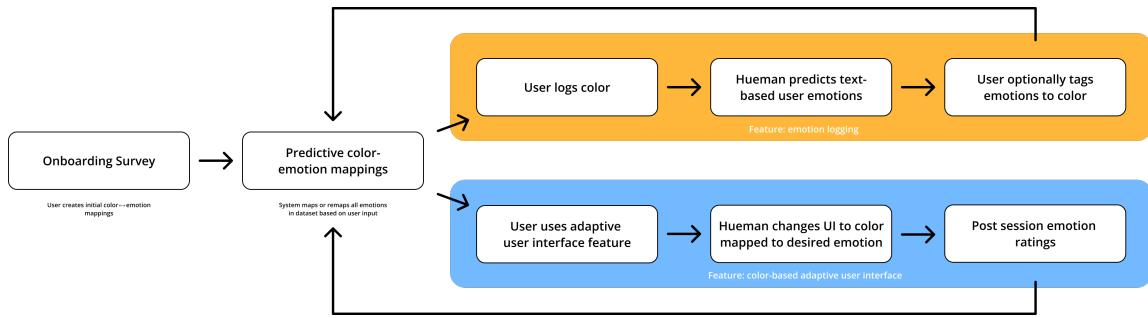 User logs color
Hueman predicts text-
based user emotions
User optionally tags
emotions to color
Feature: emotion logging
Onboarding Survey
User creates initial color↔emotion
mappings
Predictive color-
emotion mappings
System maps or remaps all emotions
in dataset based on user input
User uses adaptive
user interface feature
Hueman changes UI to color
mapped to desired emotion
Post session emotion
ratings
Feature: color-based adaptive user interface